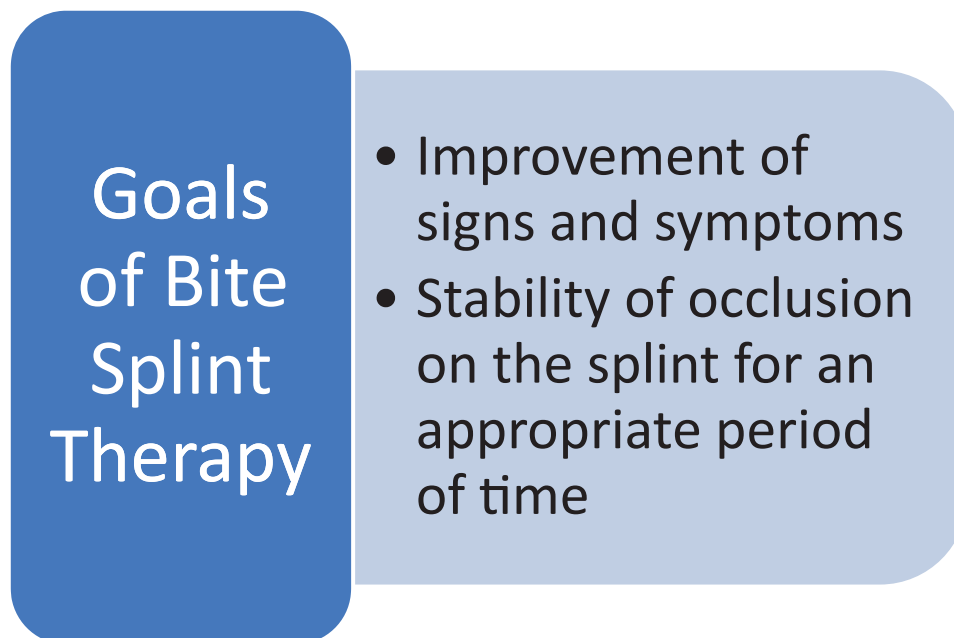 Goals
of Bite
Splint
Therapy
• Improvement of
signs and symptoms
• Stability of occlusion
on the splint for an
appropriate period
of time